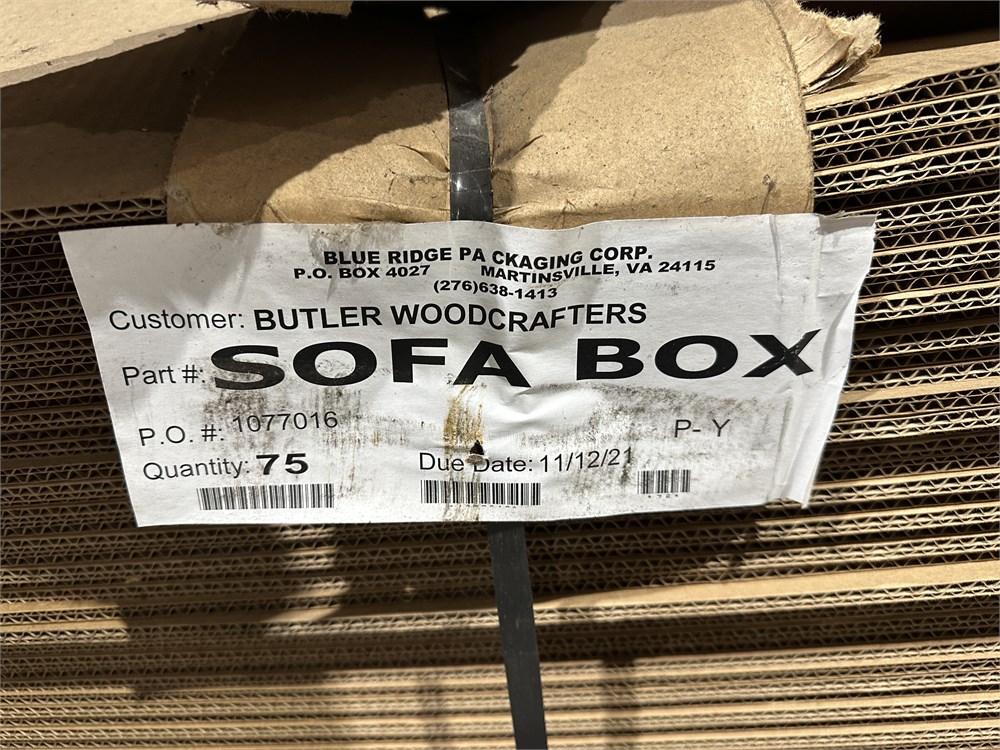 BLUE RIDGE PA CKAGING CORP.
P.O. BOX 4027 MARTINSVILLE, VA 24115
(276)638-1413
Customer: BUTLER WOODCRAFTERS
Part #: SOFA BOX
P.O. #: 1077016 P- Y
Quantity: 75 Due Date: 11/12/21